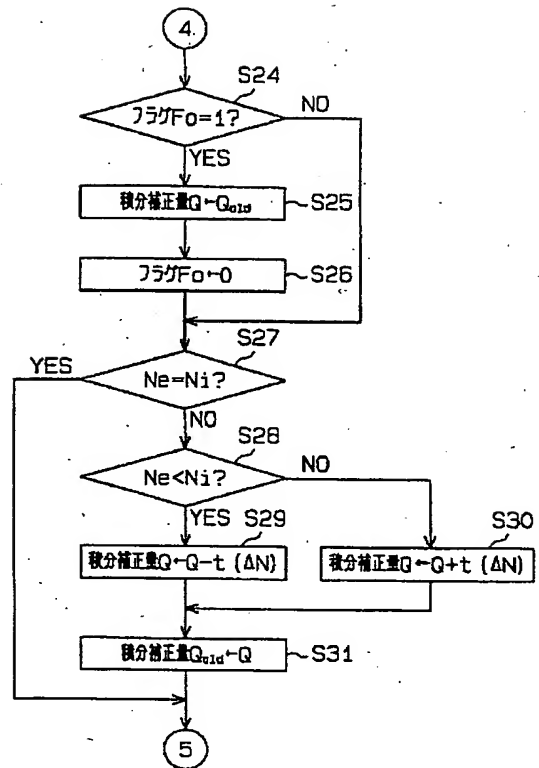 4
S24
フラグFo=1?
NO
YES
積分補正量Q←Qold
S25
フラグFo←0
S26
S27
YES
Ne=Ni?
NO
S28
Ne<Ni?
NO
YES
S29
S30
積分補正量Q←Q-t(ΔN)
積分補正量Q←Q+t(ΔN)
積分補正量Qold←Q
S31
5